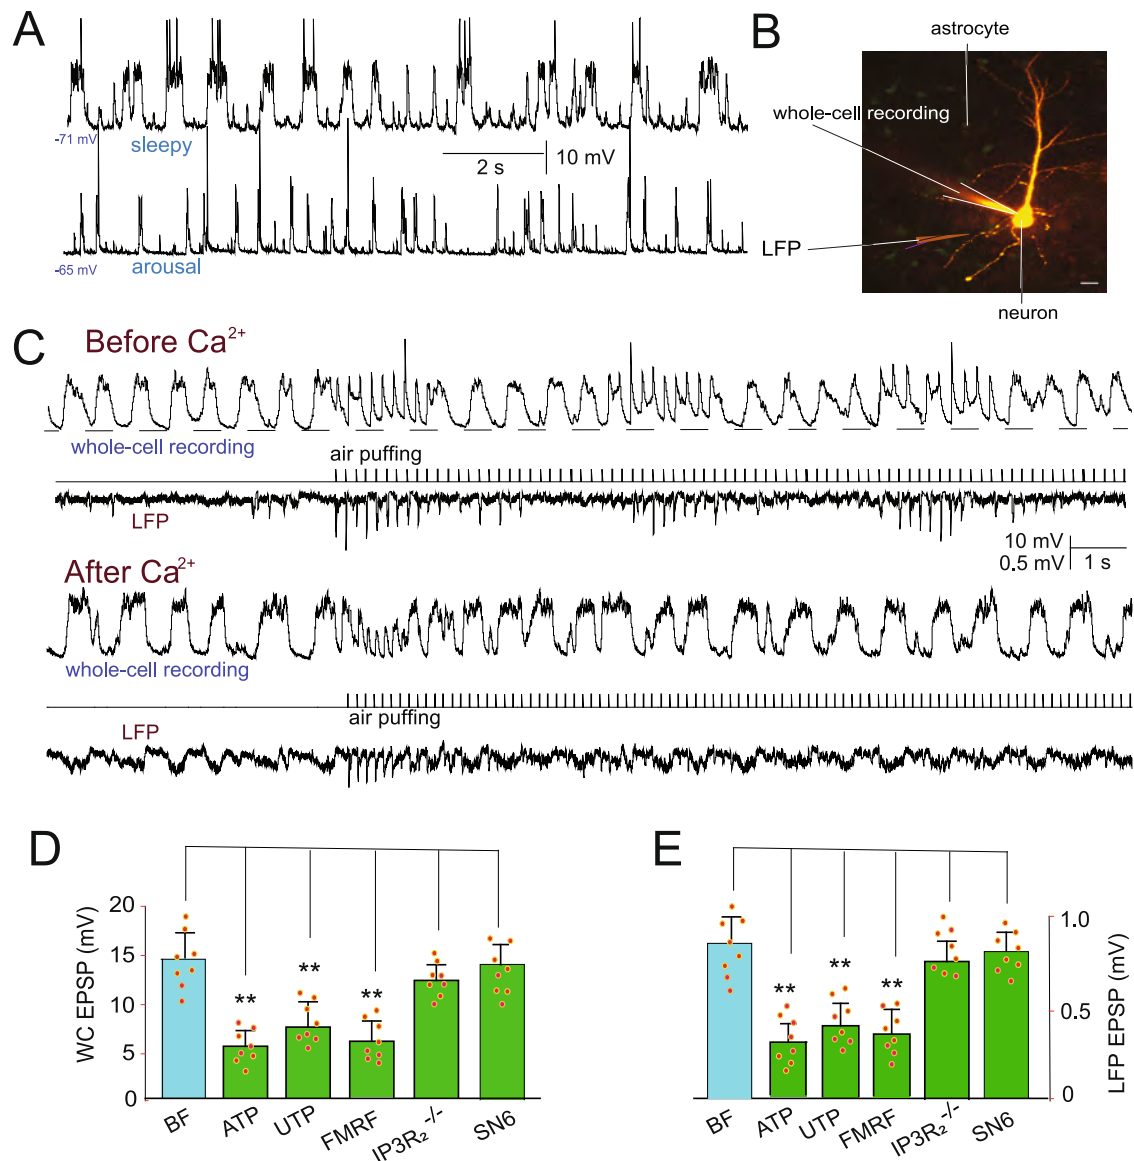 A
-71 mV
sleepy
2 s
10 mV
-65 mV
arousal
B
astrocyte
whole-cell recording
LFP
neuron
C
Before Ca²⁺
whole-cell recording
air puffing
LFP
10 mV
0.5 mV
1 s
After Ca²⁺
whole-cell recording
air puffing
LFP
D
WC EPSP (mV)
20
15
10
5
0
**
**
**
BF
ATP
UTP
FMRF
IP3R₂⁻/⁻
SN6
E
**
**
**
1.0
0.5
0
LFP EPSP (mV)
BF
ATP
UTP
FMRF
IP3R₂⁻/⁻
SN6